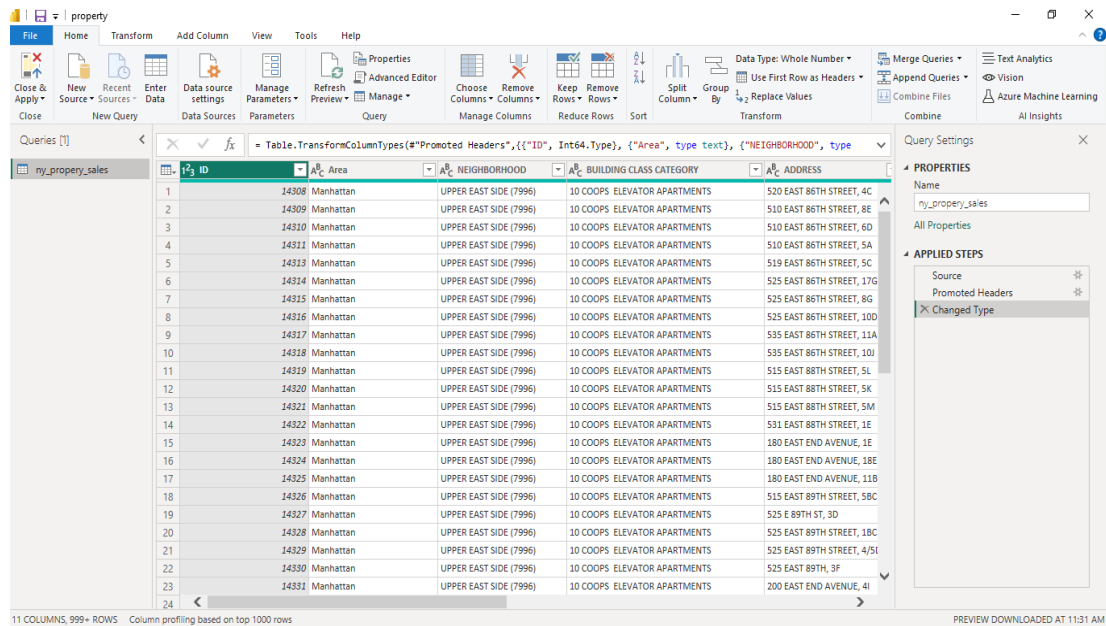 property
File Home Transform Add Column View Tools Help
Close & Apply
New Source
Recent Sources
Enter Data
Data source settings
Manage Parameters
Refresh Preview
Properties
Advanced Editor
Manage
Choose Columns
Remove Columns
Keep Rows
Remove Rows
Split Column
Group By
Data Type: Whole Number
Use First Row as Headers
Replace Values
Merge Queries
Append Queries
Combine Files
Text Analytics
Vision
Azure Machine Learning
Close New Query Data Sources Parameters Query Manage Columns Reduce Rows Sort Transform Combine AI Insights
Queries [1]
ny_propery_sales
fx = Table.TransformColumnTypes(#"Promoted Headers",{{"ID", Int64.Type}, {"Area", type text}, {"NEIGHBORHOOD", type
ID Area NEIGHBORHOOD BUILDING CLASS CATEGORY ADDRESS
1 14308 Manhattan UPPER EAST SIDE (7996) 10 COOPS ELEVATOR APARTMENTS 520 EAST 86TH STREET, 4C
2 14309 Manhattan UPPER EAST SIDE (7996) 10 COOPS ELEVATOR APARTMENTS 510 EAST 86TH STREET, 8E
3 14310 Manhattan UPPER EAST SIDE (7996) 10 COOPS ELEVATOR APARTMENTS 510 EAST 86TH STREET, 6D
4 14311 Manhattan UPPER EAST SIDE (7996) 10 COOPS ELEVATOR APARTMENTS 510 EAST 86TH STREET, 5A
5 14313 Manhattan UPPER EAST SIDE (7996) 10 COOPS ELEVATOR APARTMENTS 519 EAST 86TH STREET, 5C
6 14314 Manhattan UPPER EAST SIDE (7996) 10 COOPS ELEVATOR APARTMENTS 525 EAST 86TH STREET, 17G
7 14315 Manhattan UPPER EAST SIDE (7996) 10 COOPS ELEVATOR APARTMENTS 525 EAST 86TH STREET, 8G
8 14316 Manhattan UPPER EAST SIDE (7996) 10 COOPS ELEVATOR APARTMENTS 525 EAST 86TH STREET, 10D
9 14317 Manhattan UPPER EAST SIDE (7996) 10 COOPS ELEVATOR APARTMENTS 535 EAST 86TH STREET, 11A
10 14318 Manhattan UPPER EAST SIDE (7996) 10 COOPS ELEVATOR APARTMENTS 535 EAST 86TH STREET, 10J
11 14319 Manhattan UPPER EAST SIDE (7996) 10 COOPS ELEVATOR APARTMENTS 515 EAST 88TH STREET, 5L
12 14320 Manhattan UPPER EAST SIDE (7996) 10 COOPS ELEVATOR APARTMENTS 515 EAST 88TH STREET, 5K
13 14321 Manhattan UPPER EAST SIDE (7996) 10 COOPS ELEVATOR APARTMENTS 515 EAST 88TH STREET, 5M
14 14322 Manhattan UPPER EAST SIDE (7996) 10 COOPS ELEVATOR APARTMENTS 531 EAST 88TH STREET, 1E
15 14323 Manhattan UPPER EAST SIDE (7996) 10 COOPS ELEVATOR APARTMENTS 180 EAST END AVENUE, 1E
16 14324 Manhattan UPPER EAST SIDE (7996) 10 COOPS ELEVATOR APARTMENTS 180 EAST END AVENUE, 18E
17 14325 Manhattan UPPER EAST SIDE (7996) 10 COOPS ELEVATOR APARTMENTS 180 EAST END AVENUE, 11B
18 14326 Manhattan UPPER EAST SIDE (7996) 10 COOPS ELEVATOR APARTMENTS 515 EAST 89TH STREET, 5BC
19 14327 Manhattan UPPER EAST SIDE (7996) 10 COOPS ELEVATOR APARTMENTS 525 E 89TH ST, 3D
20 14328 Manhattan UPPER EAST SIDE (7996) 10 COOPS ELEVATOR APARTMENTS 525 EAST 89TH STREET, 1BC
21 14329 Manhattan UPPER EAST SIDE (7996) 10 COOPS ELEVATOR APARTMENTS 525 EAST 89TH STREET,
22 14330 Manhattan UPPER EAST SIDE (7996) 10 COOPS ELEVATOR APARTMENTS 525 EAST 89TH, 3F
23 14331 Manhattan UPPER EAST SIDE (7996) 10 COOPS ELEVATOR APARTMENTS 200 EAST END AVENUE, 4I
24
Query Settings
PROPERTIES
Name
ny_propery_sales
All Properties
APPLIED STEPS
Source
Promoted Headers
Changed Type
11 COLUMNS, 999+ ROWS Column profiling based on top 1000 rows PREVIEW DOWNLOADED AT 11:31 AM